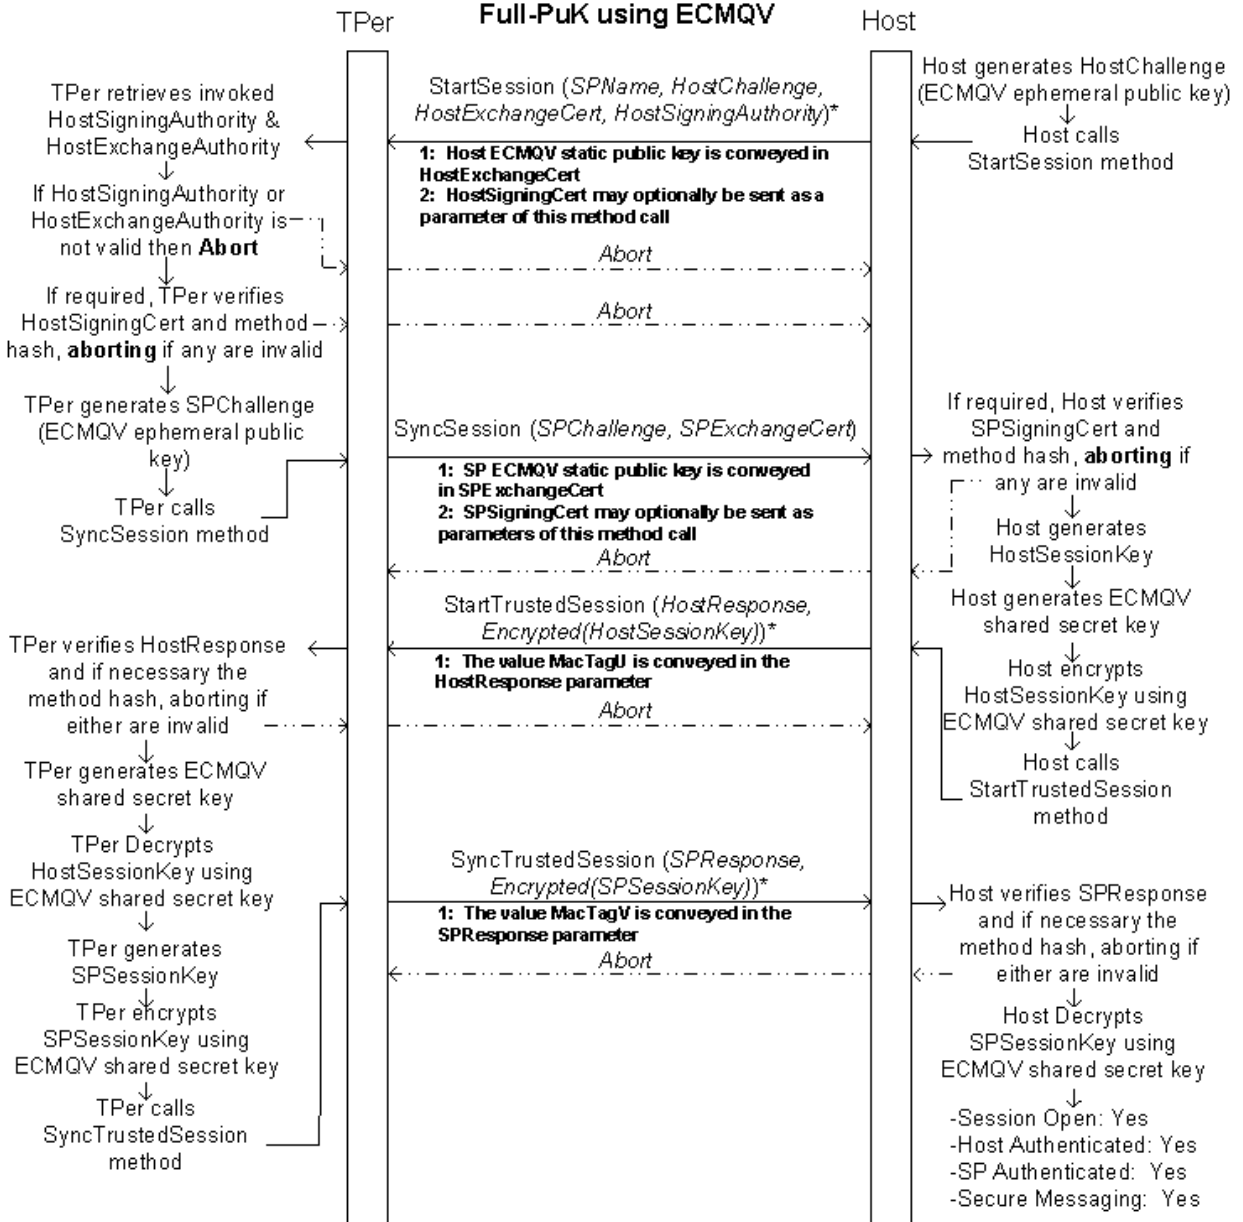 Full-PuK using ECMQV
TPer
Host
TPer retrieves invoked
HostSigningAuthority &
HostExchangeAuthority
If HostSigningAuthority or
HostExchangeAuthority is
not valid then Abort
If required, TPer verifies
HostSigningCert and method
hash, aborting if any are invalid
TPer generates SPChallenge
(ECMQV ephemeral public
key)
TPer calls
SyncSession method
TPer verifies HostResponse
and if necessary the
method hash, aborting if
either are invalid
TPer generates ECMQV
shared secret key
TPer Decrypts
HostSessionKey using
ECMQV shared secret key
TPer generates
SPSessionKey
TPer encrypts
SPSessionKey using
ECMQV shared secret key
TPer calls
SyncTrustedSession
method
StartSession (SPName, HostChallenge,
HostExchangeCert, HostSigningAuthority)*
1: Host ECMQV static public key is conveyed in
HostExchangeCert
2: HostSigningCert may optionally be sent as a
parameter of this method call
Abort
Abort
SyncSession (SPChallenge, SPExchangeCert)
1: SP ECMQV static public key is conveyed
in SPExchangeCert
2: SPSigningCert may optionally be sent as
parameters of this method call
Abort
StartTrustedSession (HostResponse,
Encrypted(HostSessionKey))*
1: The value MacTagU is conveyed in the
HostResponse parameter
Abort
SyncTrustedSession (SPResponse,
Encrypted(SPSessionKey))*
1: The value MacTagV is conveyed in the
SPResponse parameter
Abort
Host generates HostChallenge
(ECMQV ephemeral public key)
Host calls
StartSession method
If required, Host verifies
SPSigningCert and
method hash, aborting if
any are invalid
Host generates
HostSessionKey
Host generates ECMQV
shared secret key
Host encrypts
HostSessionKey using
ECMQV shared secret key
Host calls
StartTrustedSession
method
Host verifies SPResponse
and if necessary the
method hash, aborting if
either are invalid
Host Decrypts
SPSessionKey using
ECMQV shared secret key
-Session Open: Yes
-Host Authenticated: Yes
-SP Authenticated: Yes
-Secure Messaging: Yes